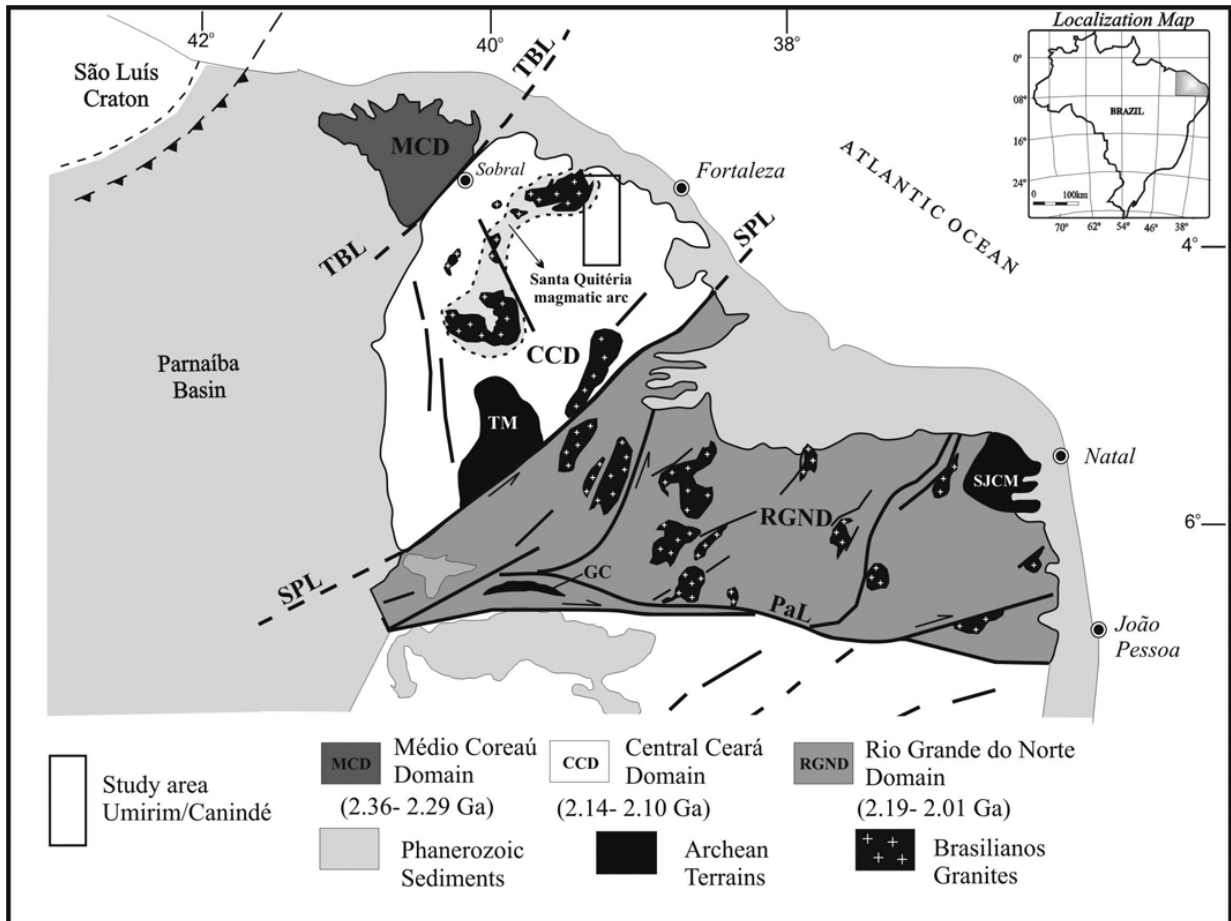 42°
40°
38°
Localization Map
0°
08°
16°
24°
BRAZIL
0 100km
70° 62° 54° 46° 38°
São Luís
Craton
TBL
MCD
Sobral
Fortaleza
ATLANTIC OCEAN
4°
TBL
SPL
Santa Quitéria
magmatic arc
CCD
Parnaíba
Basin
TM
SJCM
Natal
RGND
6°
SPL
GC
PaL
João
Pessoa
Study area
Umirim/Canindé
MCD
Médio Coreaú
Domain
(2.36- 2.29 Ga)
CCD
Central Ceará
Domain
(2.14- 2.10 Ga)
RGND
Rio Grande do Norte
Domain
(2.19- 2.01 Ga)
Phanerozoic
Sediments
Archean
Terrains
Brasilianos
Granites